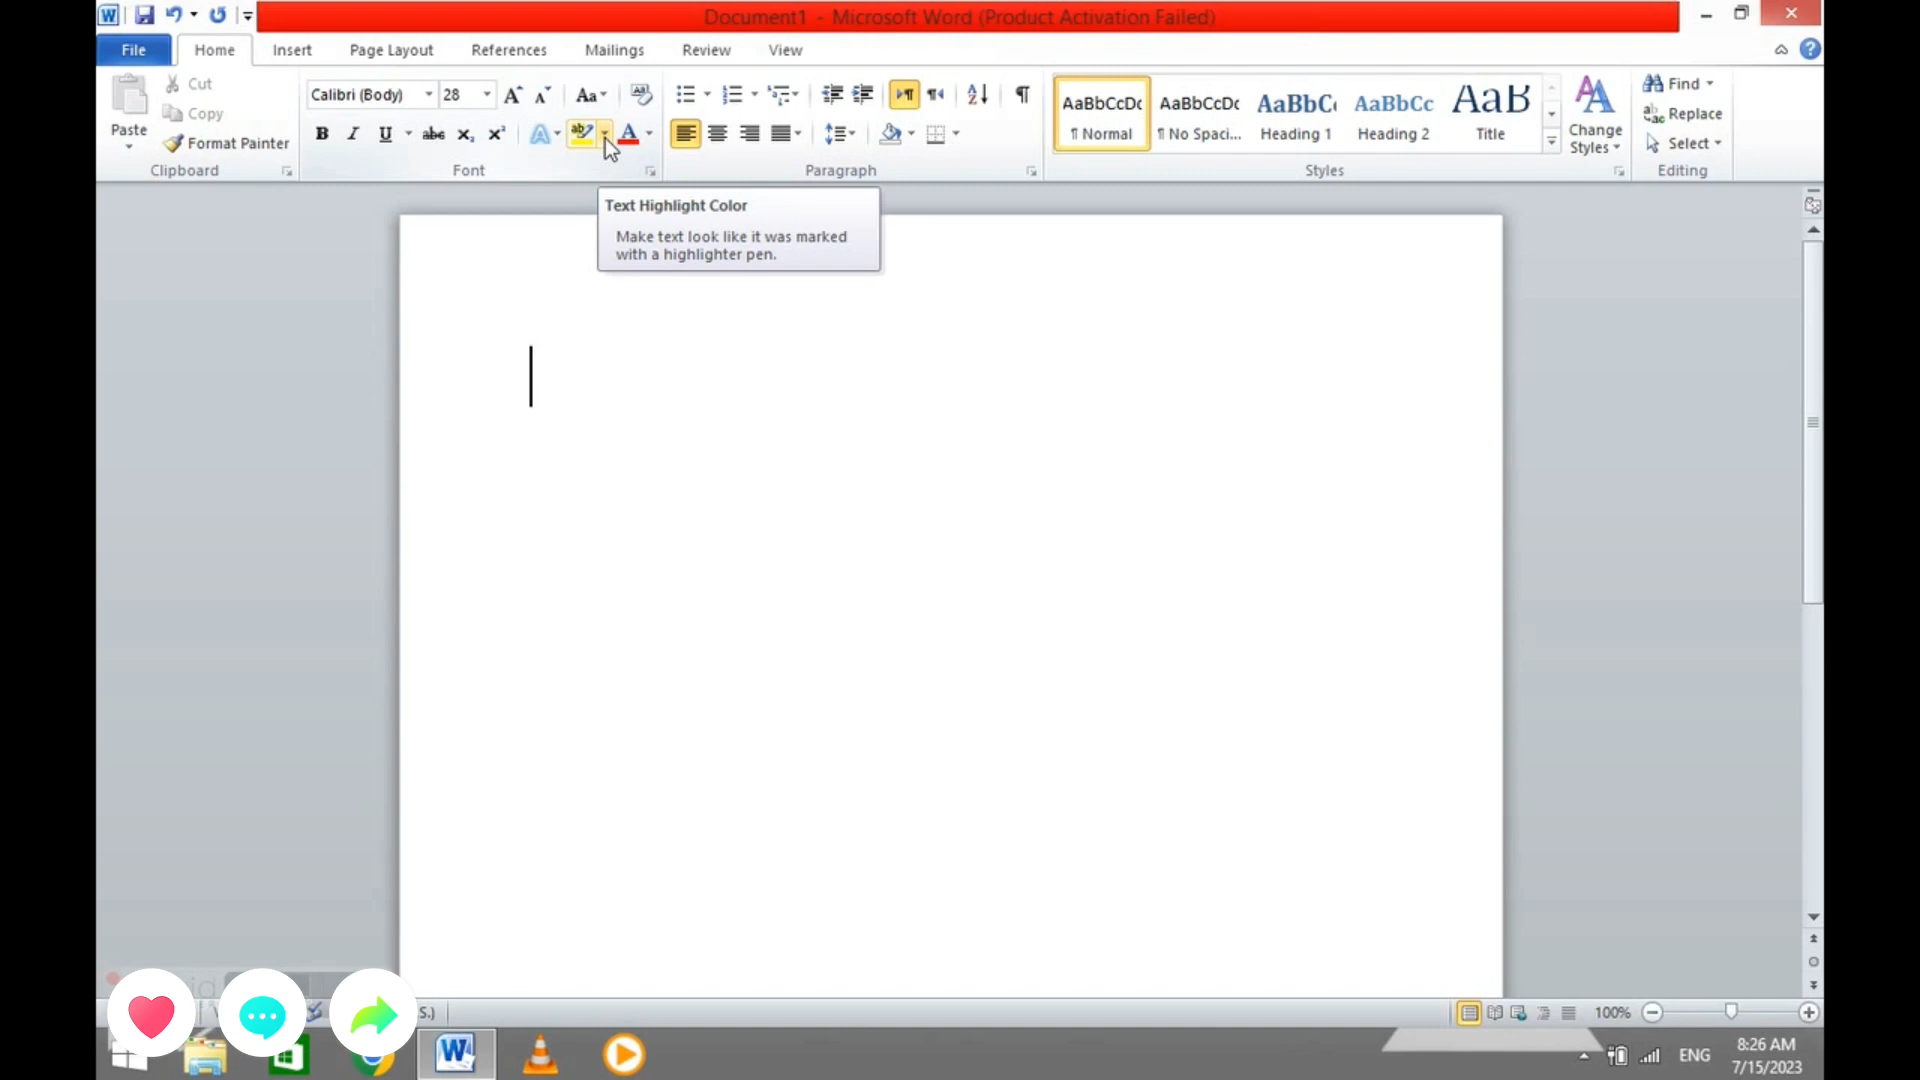 Document1 - Microsoft Word (Product Activation Failed)
File Home Insert Page Layout References Mailings Review View
Paste
Cut
Copy
Format Painter
Clipboard
Calibri (Body) 28
Aa
B I U abc x₂ x² A ab A
Font
Paragraph
AaBbCcDc AaBbCcDc AaBbC AaBbCc AaB
¶ Normal ¶ No Spaci... Heading 1 Heading 2 Title
Change
Styles
Styles
Find
Replace
Select
Editing
Text Highlight Color
Make text look like it was marked
with a highlighter pen.
S.)
100%
ENG
8:26 AM
7/15/2023